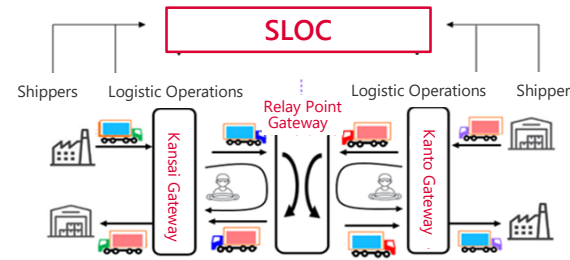 SLOC
Shippers
Logistic Operations
Logistic Operations
Shipper
Relay Point
Gateway
Kansai Gateway
Kanto Gateway